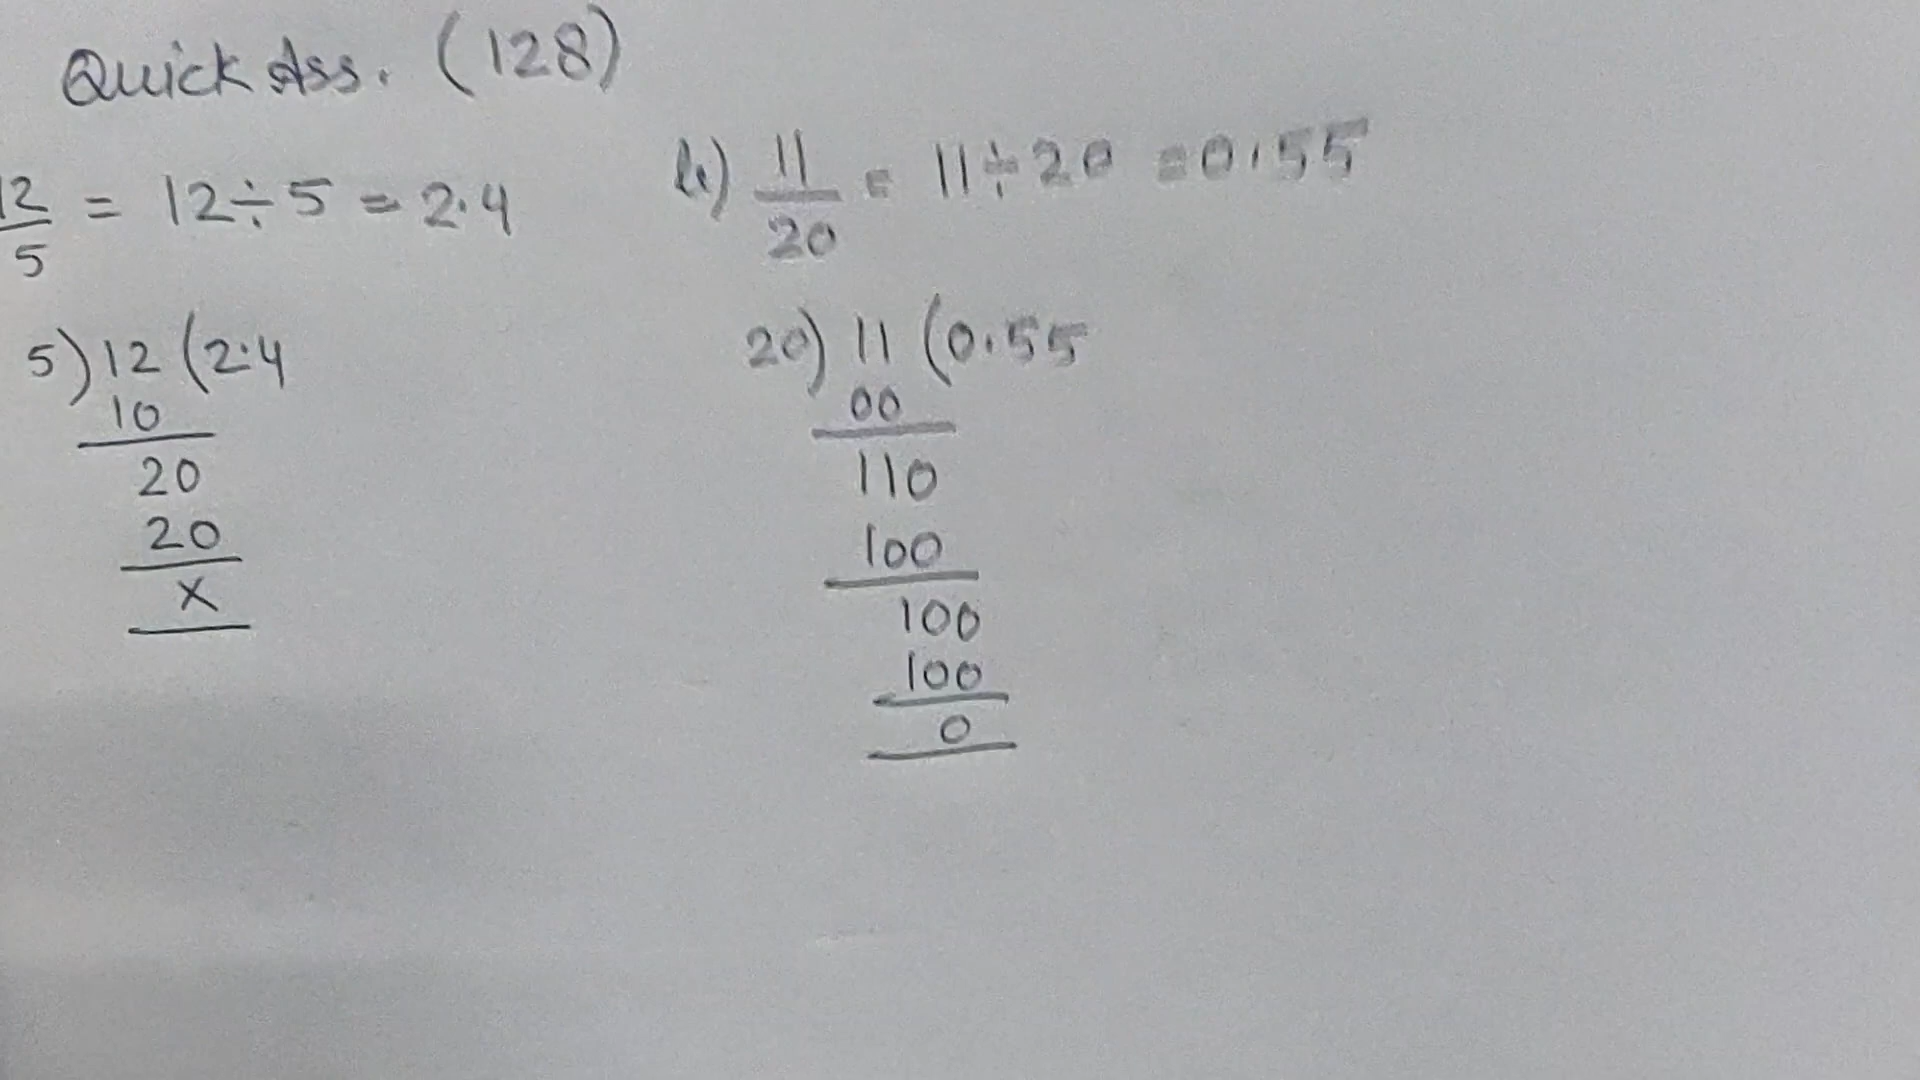 Quick Ass. (128)
12/5 = 12÷5 = 2.4
5)12(2.4
10
20
20
x
b) 11/20 = 11÷20 = 0.55
20)11(0.55
00
110
100
100
100
0